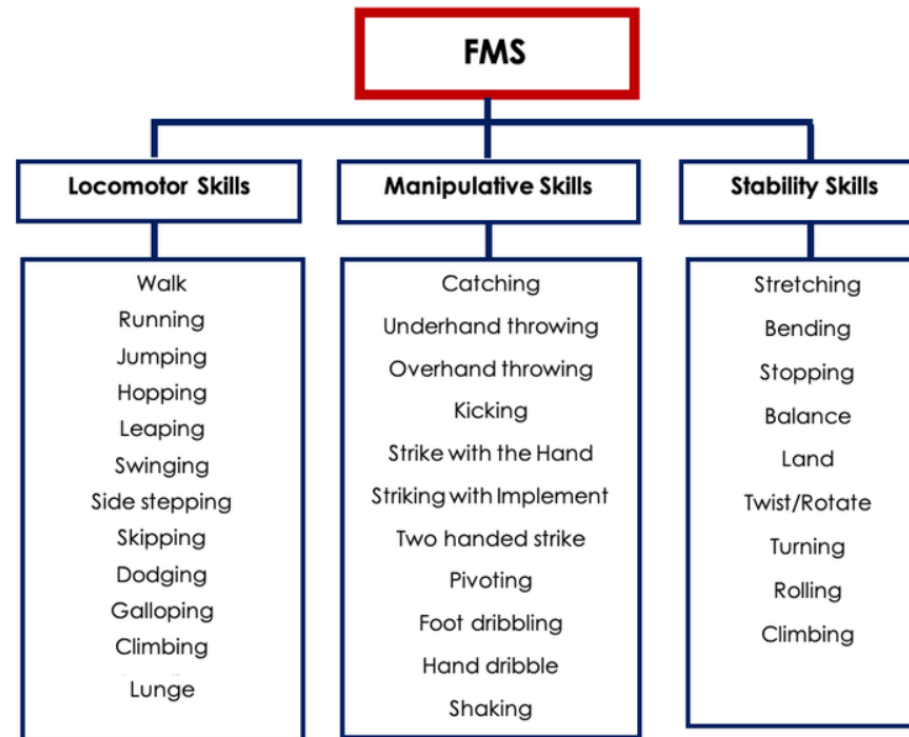 FMS
Locomotor Skills
Walk
Running
Jumping
Hopping
Leaping
Swinging
Side stepping
Skipping
Dodging
Galloping
Climbing
Lunge
Manipulative Skills
Catching
Underhand throwing
Overhand throwing
Kicking
Strike with the Hand
Striking with Implement
Two handed strike
Pivoting
Foot dribbling
Hand dribble
Shaking
Stability Skills
Stretching
Bending
Stopping
Balance
Land
Twist/Rotate
Turning
Rolling
Climbing